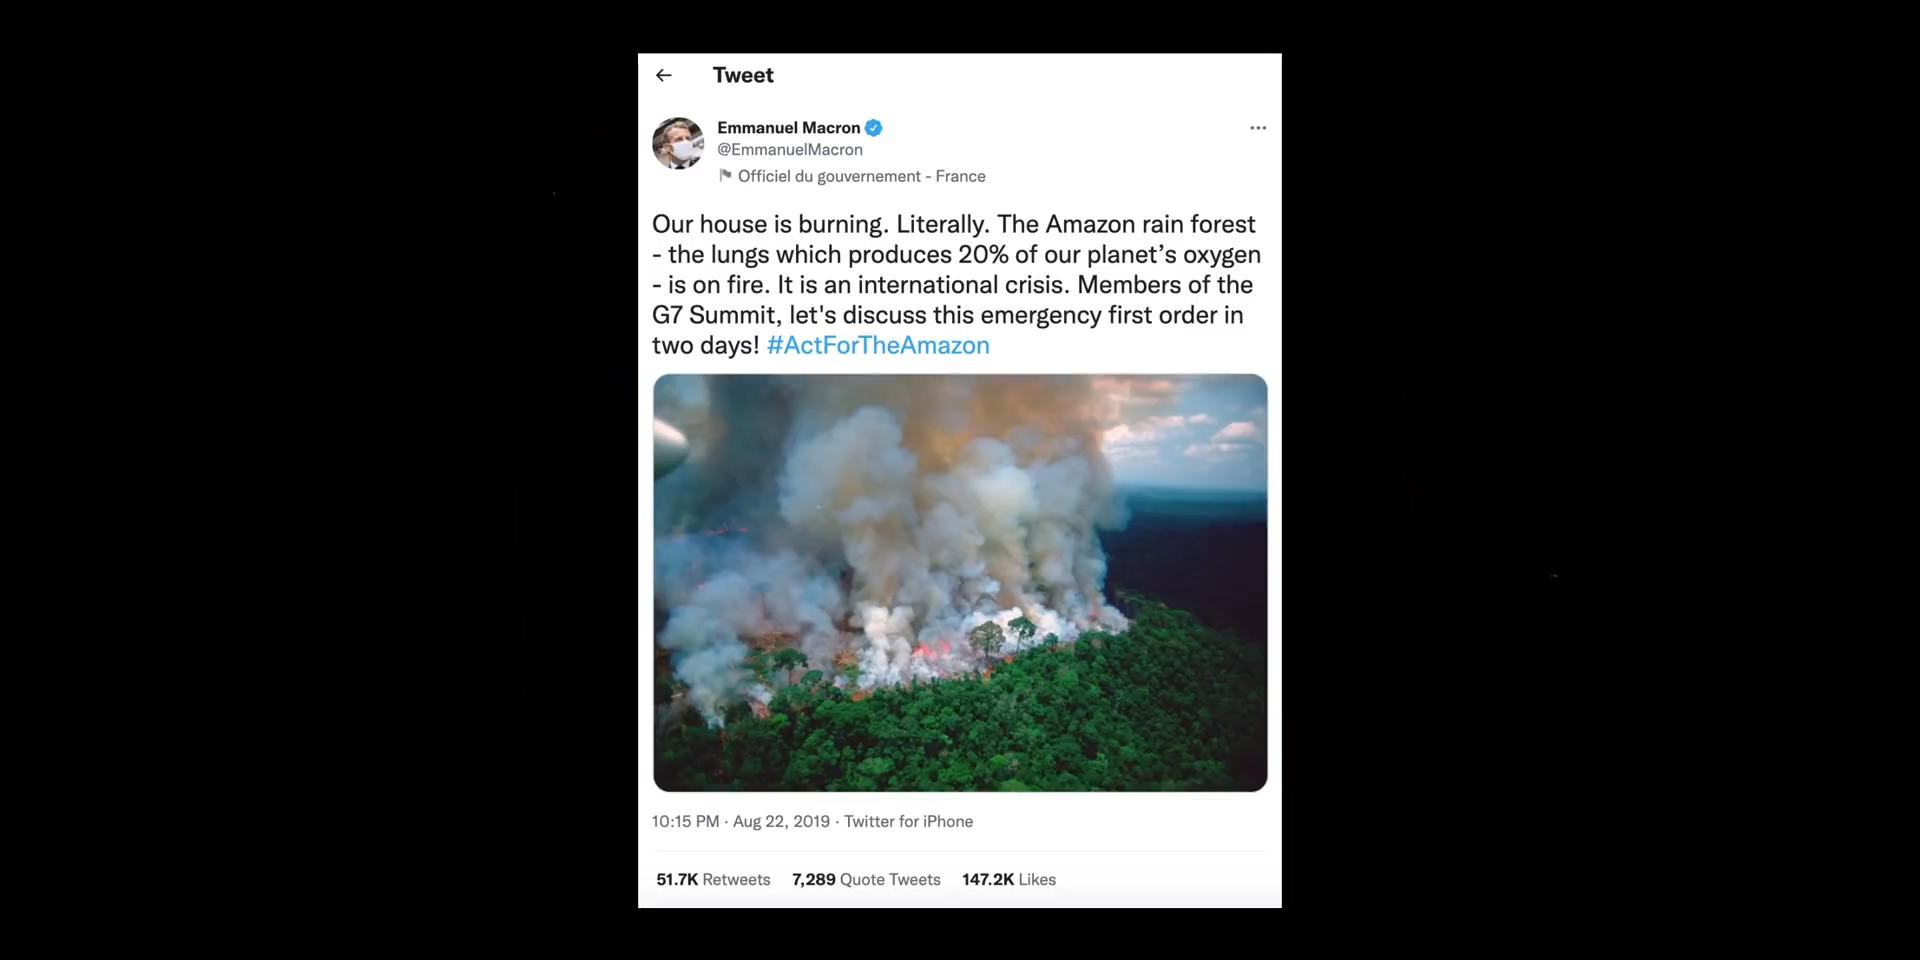 Tweet
Emmanuel Macron
@EmmanuelMacron
Officiel du gouvernement - France
Our house is burning. Literally. The Amazon rain forest
- the lungs which produces 20% of our planet’s oxygen
- is on fire. It is an international crisis. Members of the
G7 Summit, let's discuss this emergency first order in
two days! #ActForTheAmazon
10:15 PM · Aug 22, 2019 · Twitter for iPhone
51.7K Retweets 7,289 Quote Tweets 147.2K Likes